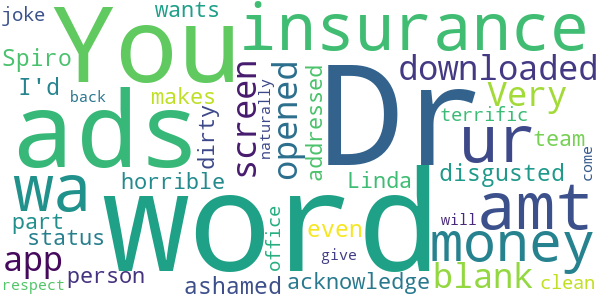 joke
wants
You
insurance
Spiro
I'd
screen
opened
downloaded
Dr
back
makes
dirty
naturally
addressed
Very
ads
ur
terrific
team
horrible
Linda
disgusted
come
wa
word
amt
part
status
office
even
will
money
app
person
give
blank
ashamed
acknowledge
clean
respect